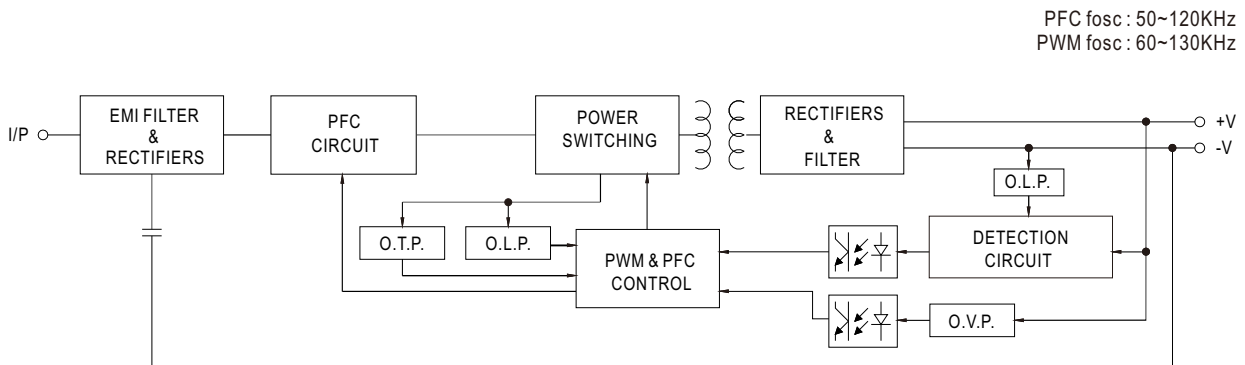 PFC fosc : 50~120KHz
PWM fosc : 60~130KHz
I/P
EMI FILTER
&
RECTIFIERS
PFC
CIRCUIT
POWER
SWITCHING
RECTIFIERS
&
FILTER
+V
-V
O.L.P.
O.T.P.
O.L.P.
PWM & PFC
CONTROL
DETECTION
CIRCUIT
O.V.P.